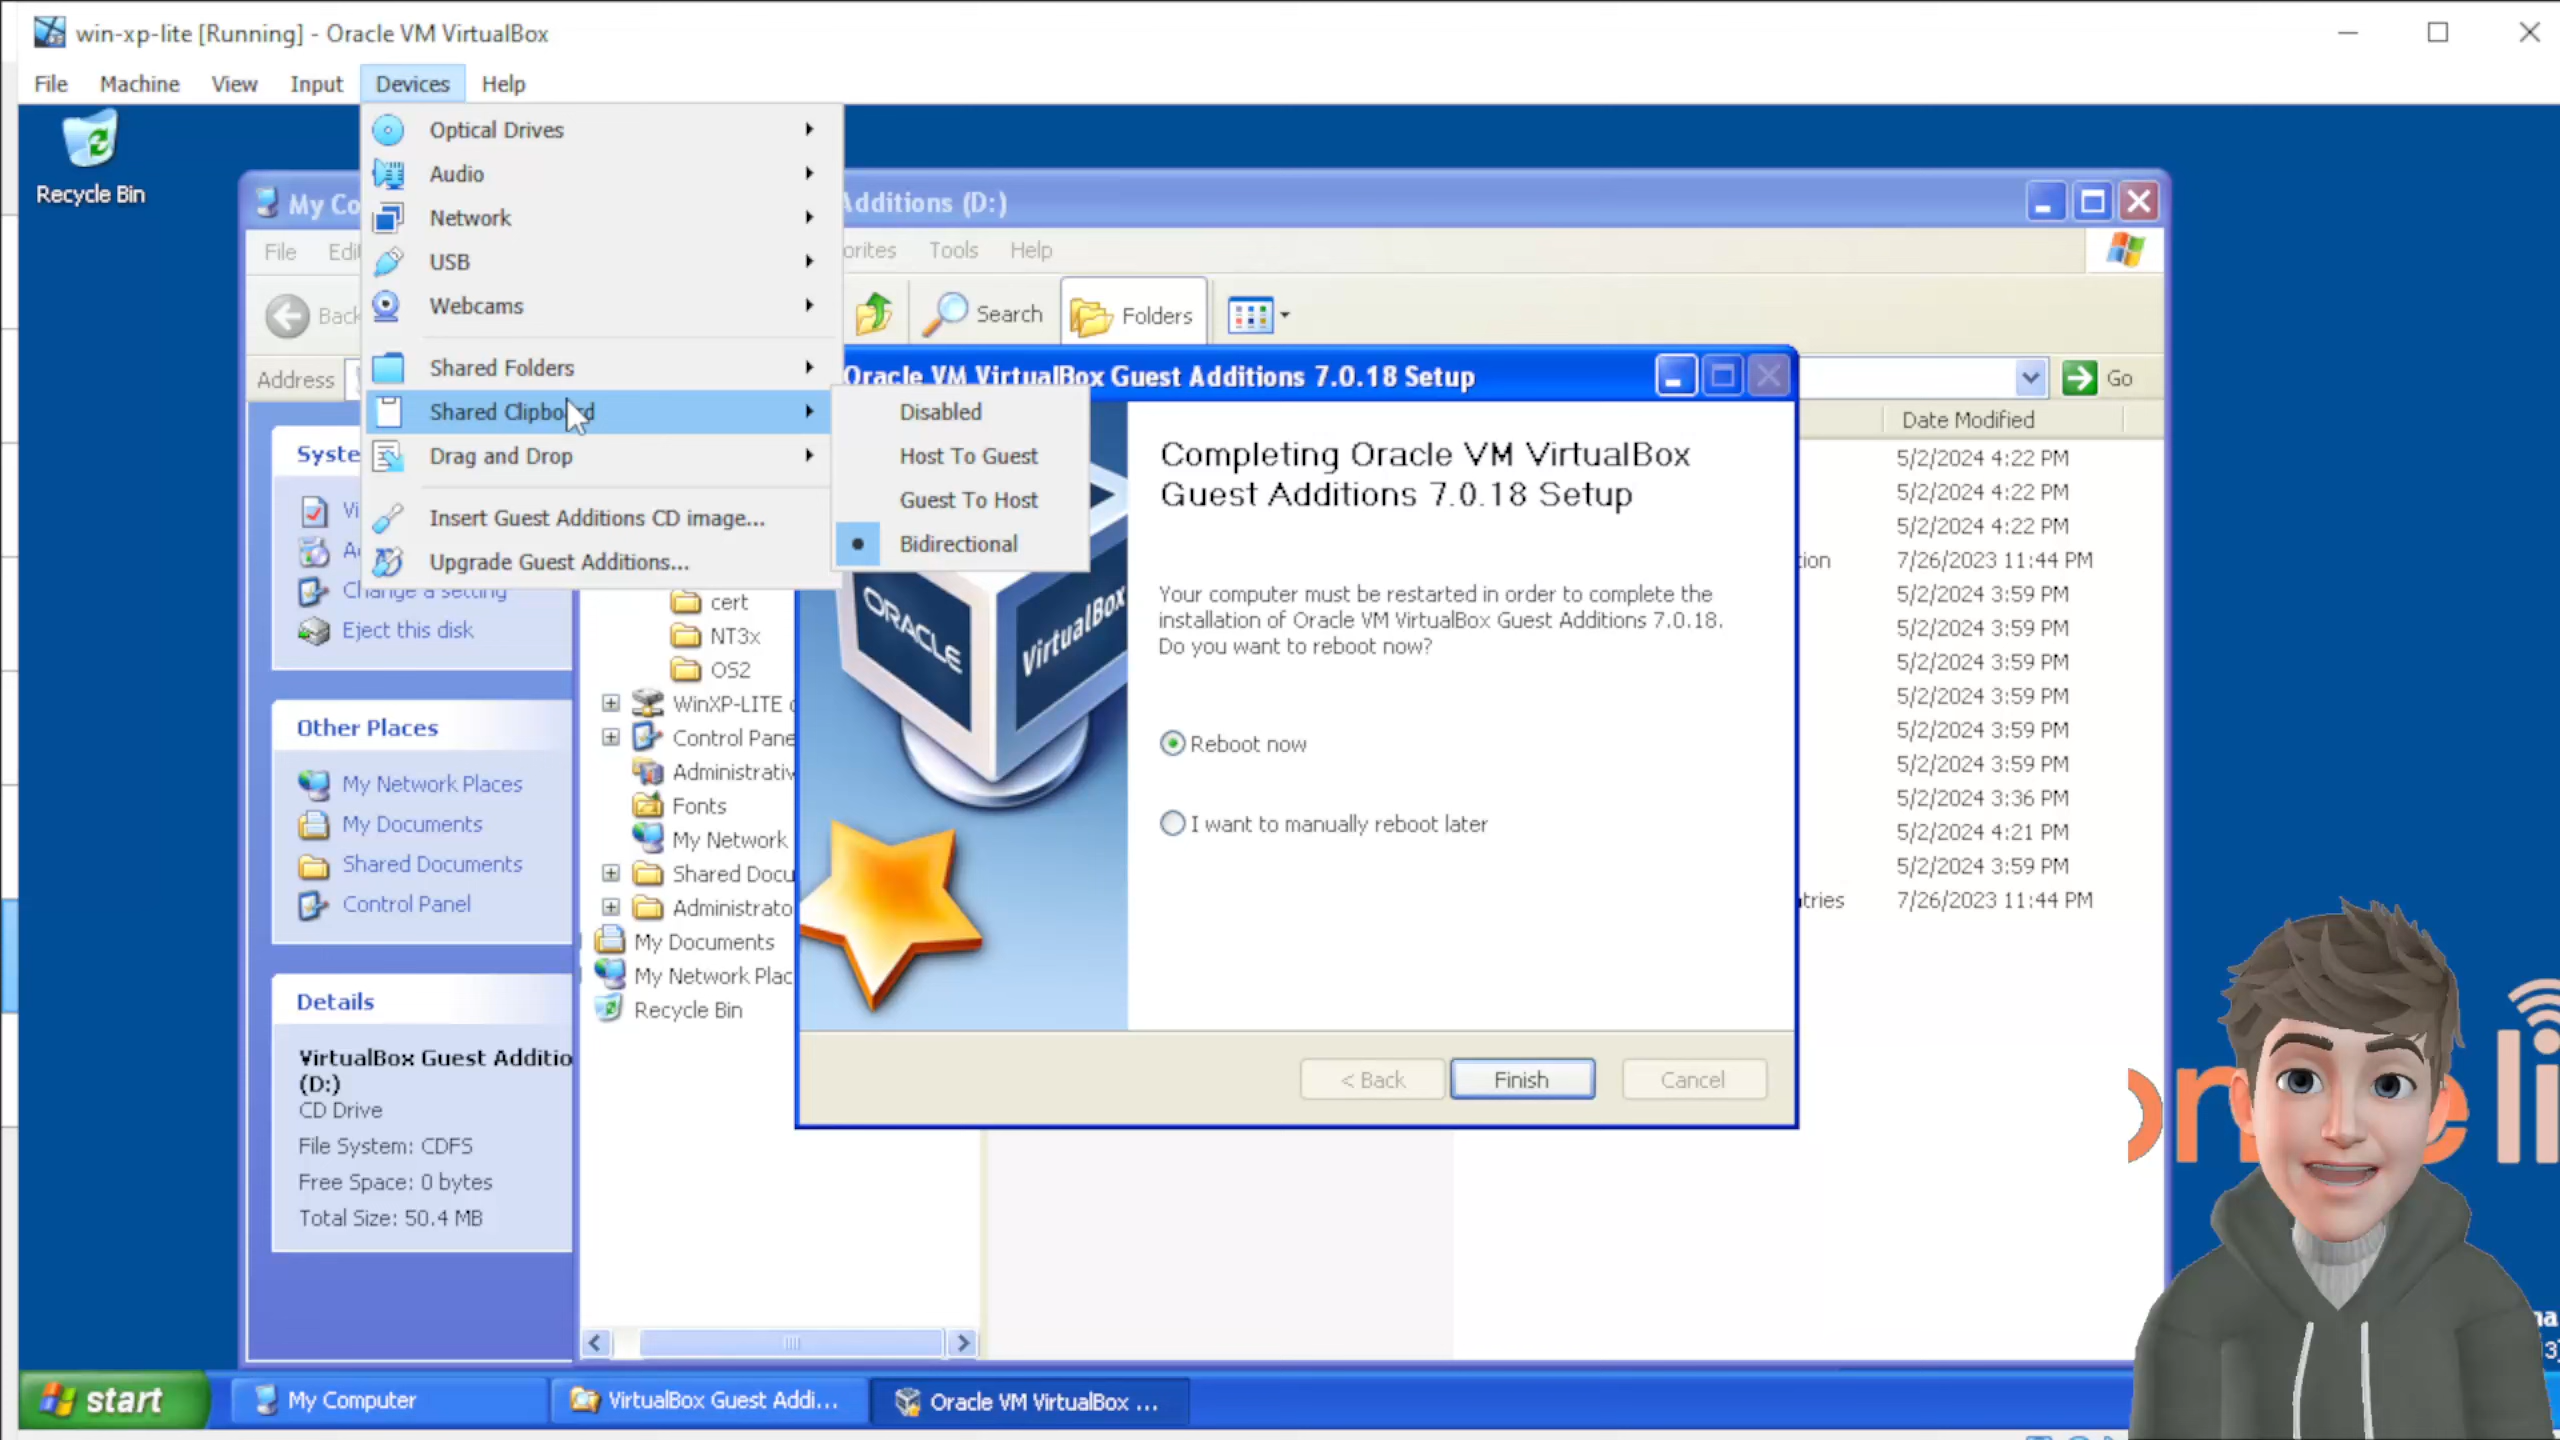 win-xp-lite [Running] - Oracle VM VirtualBox
File Machine View Input Devices Help
Recycle Bin
Optical Drives
Audio
Network
USB
Webcams
Shared Folders
Shared Clipboard
Drag and Drop
Insert Guest Additions CD image...
Upgrade Guest Additions...
Disabled
Host To Guest
Guest To Host
Bidirectional
My Co
Additions (D:)
File Edi
orites Tools Help
Back
Search
Folders
Address
Go
Syste
Vi
A
Change a setting
Eject this disk
Other Places
My Network Places
My Documents
Shared Documents
Control Panel
Details
VirtualBox Guest Additio
(D:)
CD Drive
File System: CDFS
Free Space: 0 bytes
Total Size: 50.4 MB
cert
NT3x
OS2
WinXP-LITE
Control Pane
Administrativ
Fonts
My Network
Shared Docu
Administrato
My Documents
My Network Plac
Recycle Bin
Oracle VM VirtualBox Guest Additions 7.0.18 Setup
ORACLE
VirtualBox
Completing Oracle VM VirtualBox
Guest Additions 7.0.18 Setup
Your computer must be restarted in order to complete the
installation of Oracle VM VirtualBox Guest Additions 7.0.18.
Do you want to reboot now?
Reboot now
I want to manually reboot later
< Back
Finish
Cancel
Date Modified
5/2/2024 4:22 PM
5/2/2024 4:22 PM
5/2/2024 4:22 PM
tion 7/26/2023 11:44 PM
5/2/2024 3:59 PM
5/2/2024 3:59 PM
5/2/2024 3:59 PM
5/2/2024 3:59 PM
5/2/2024 3:59 PM
5/2/2024 3:59 PM
5/2/2024 3:36 PM
5/2/2024 4:21 PM
5/2/2024 3:59 PM
tries 7/26/2023 11:44 PM
start
My Computer
VirtualBox Guest Addi...
Oracle VM VirtualBox ...